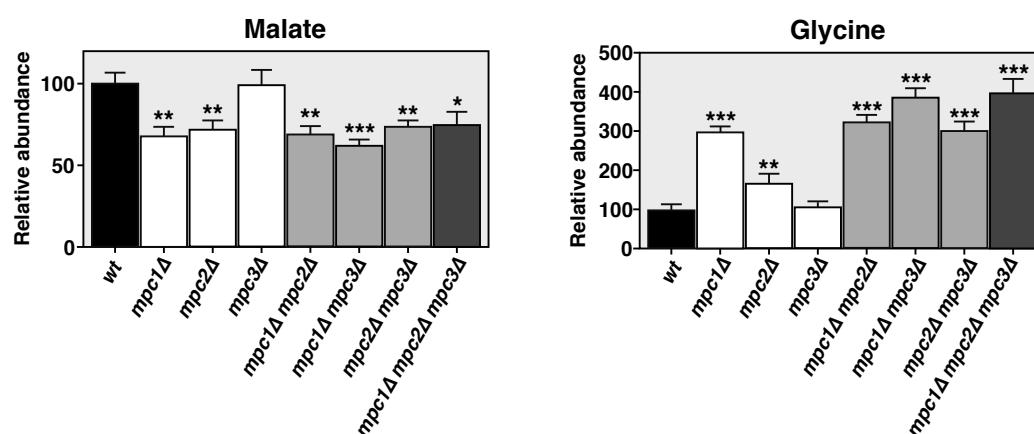 Malate
Relative abundance
100
50
0
**
**
**
***
**
*
wt
mpc1Δ
mpc2Δ
mpc3Δ
mpc1Δ mpc2Δ
mpc1Δ mpc3Δ
mpc2Δ mpc3Δ
mpc1Δ mpc2Δ mpc3Δ
Glycine
Relative abundance
500
400
300
200
100
0
***
**
***
***
***
***
wt
mpc1Δ
mpc2Δ
mpc3Δ
mpc1Δ mpc2Δ
mpc1Δ mpc3Δ
mpc2Δ mpc3Δ
mpc1Δ mpc2Δ mpc3Δ